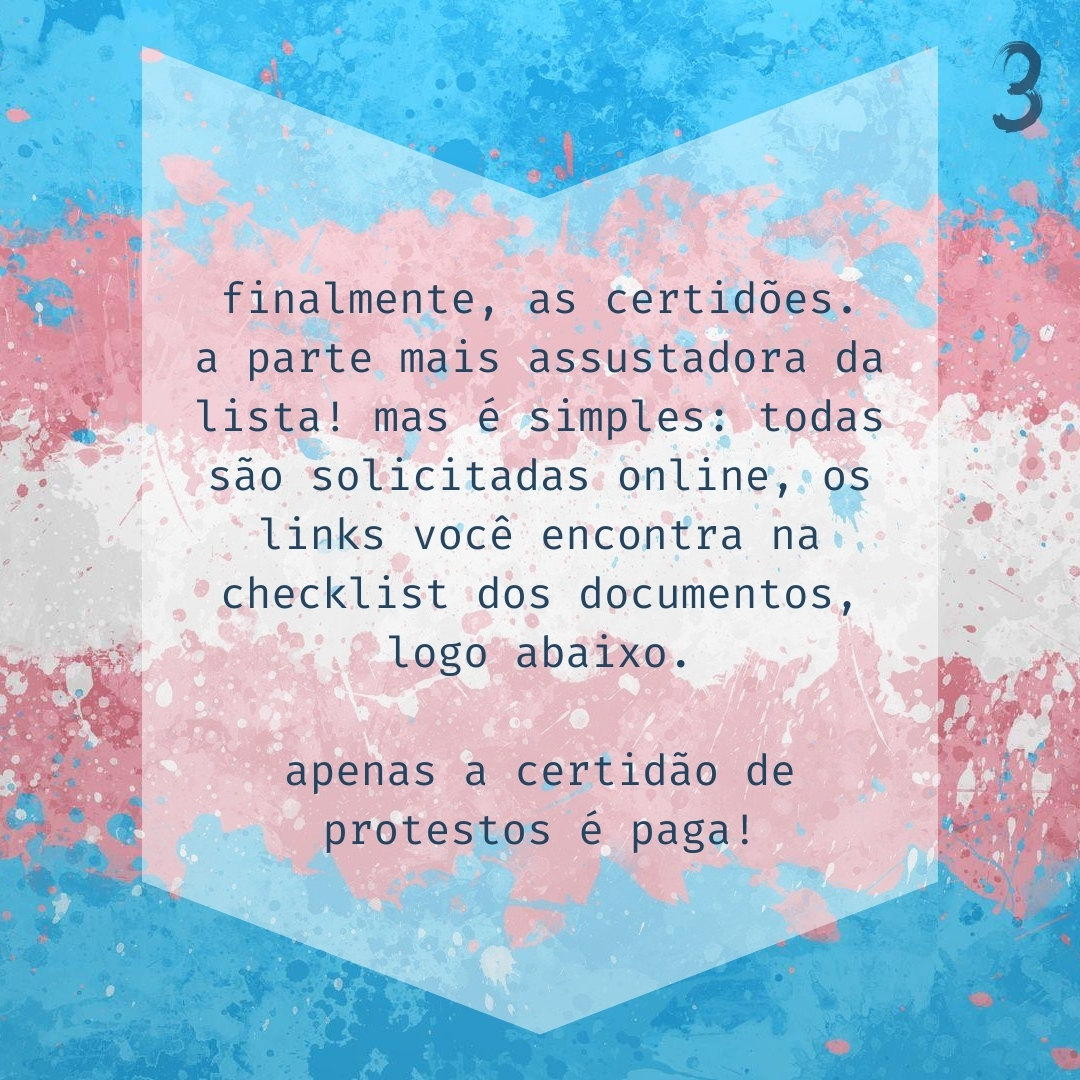 3
finalmente, as certidões.
a parte mais assustadora da
lista! mas é simples: todas
são solicitadas online, os
links você encontra na
checklist dos documentos,
logo abaixo.
apenas a certidão de
protestos é paga!